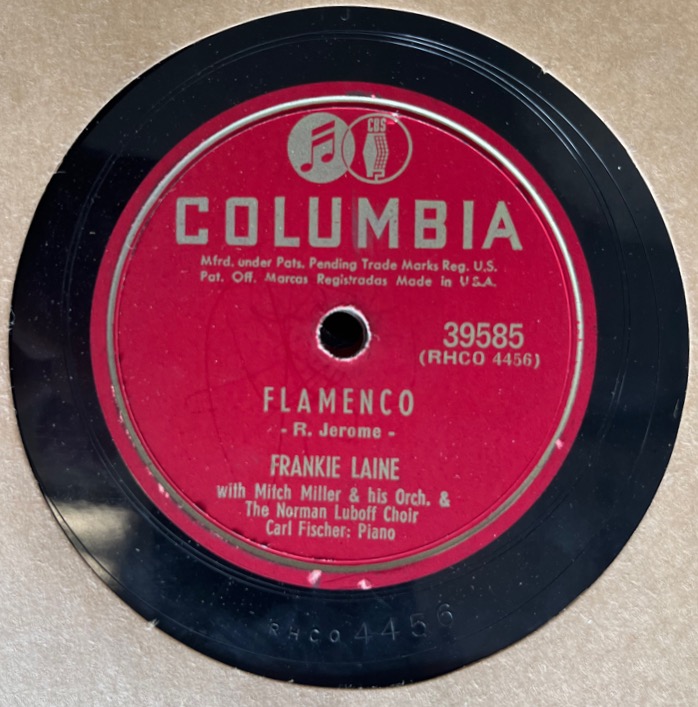 CBS
COLUMBIA
Mfrd. under Pats. Pending Trade Marks Reg. U.S.
Pat. Off. Marcas Registradas Made in U.S.A.
39585
(RHCO 4456)
FLAMENCO
- R. Jerome -
FRANKIE LAINE
with Mitch Miller & his Orch. &
The Norman Luboff Choir
Carl Fischer: Piano
RHCO 4456